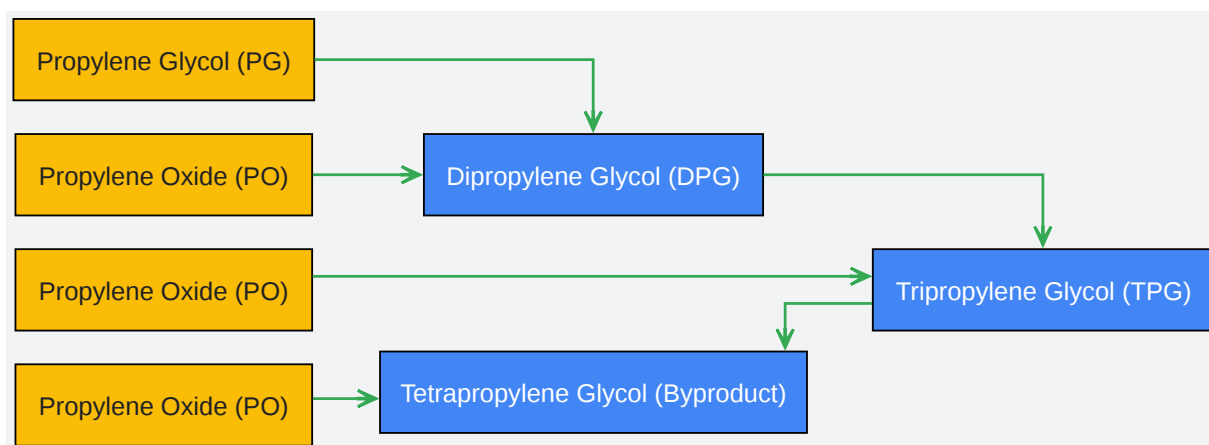 Propylene Glycol (PG)
Propylene Oxide (PO)
Dipropylene Glycol (DPG)
Propylene Oxide (PO)
Tripropylene Glycol (TPG)
Propylene Oxide (PO)
Tetrapropylene Glycol (Byproduct)